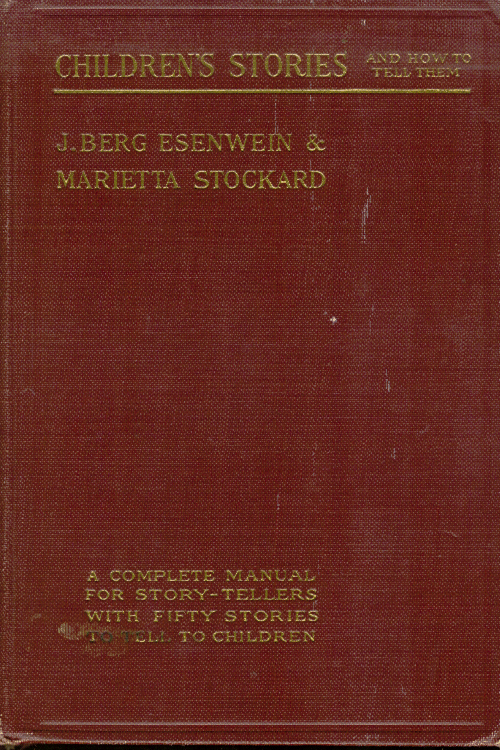 CHILDREN'S STORIES AND HOW TO TELL THEM
J. BERG ESENWEIN &
MARIETTA STOCKARD
A COMPLETE MANUAL
FOR STORY-TELLERS
WITH FIFTY STORIES
TO TELL TO CHILDREN